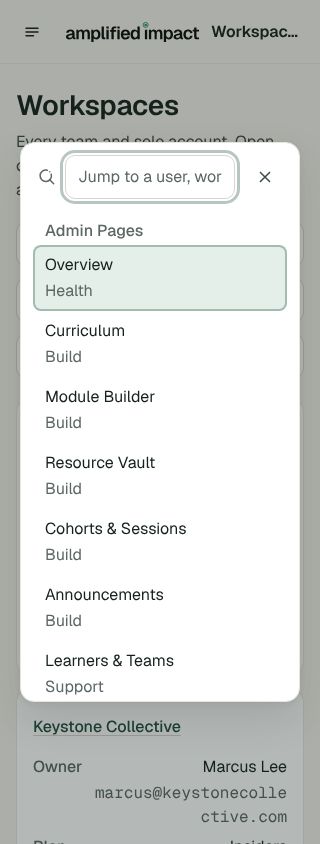 amplified impact Workspac...
Workspaces
Every team and solo account. Open
Jump to a user, wor
Admin Pages
Overview
Health
Curriculum
Build
Module Builder
Build
Resource Vault
Build
Cohorts & Sessions
Build
Announcements
Build
Learners & Teams
Support
Keystone Collective
Owner Marcus Lee
marcus@keystonecolle
ctive.com